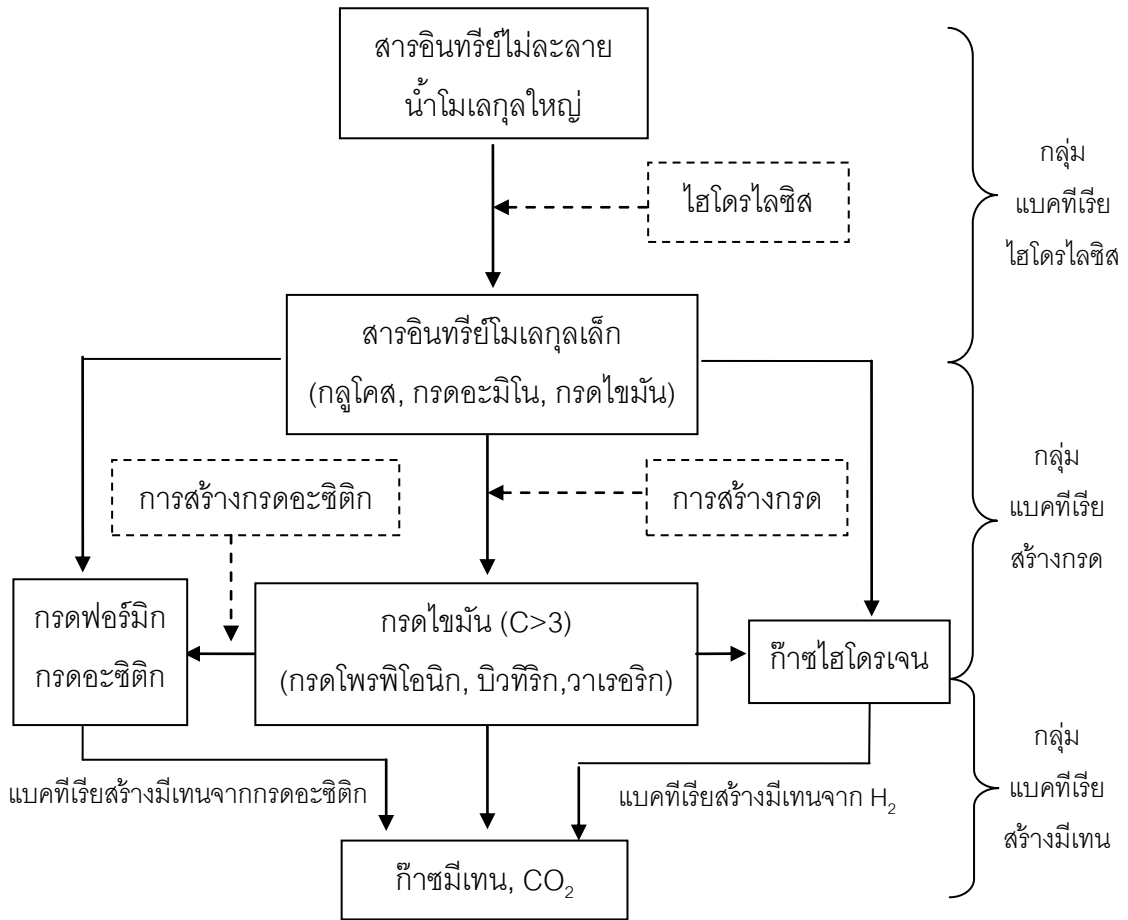 สารอินทรีย์ไม่ละลาย
น้ำโมเลกุลใหญ่
กลุ่ม
แบคทีเรีย
ไฮโดรไลซิส
ไฮโดรไลซิส
สารอินทรีย์โมเลกุลเล็ก
(กลูโคส, กรดอะมิโน, กรดไขมัน)
การสร้างกรดอะซิติก
การสร้างกรด
กลุ่ม
แบคทีเรีย
สร้างกรด
กรดฟอร์มิก
กรดอะซิติก
กรดไขมัน (C>3)
(กรดโพรพิโอนิก, บิวทิริก,วาเรอริก)
ก๊าซไฮโดรเจน
กลุ่ม
แบคทีเรีย
สร้างมีเทน
แบคทีเรียสร้างมีเทนจากกรดอะซิติก
แบคทีเรียสร้างมีเทนจาก H₂
ก๊าซมีเทน, CO₂